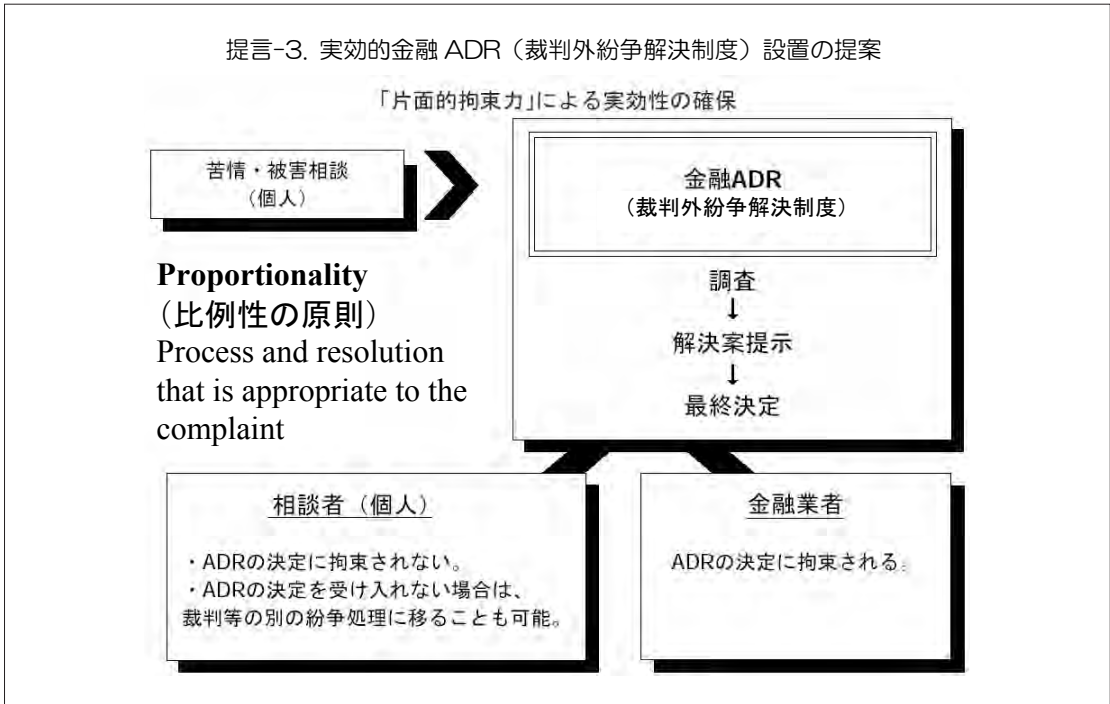 提言-3. 実効的金融 ADR（裁判外紛争解決制度）設置の提案
「片面的拘束力」による実効性の確保
苦情・被害相談
（個人）
金融ADR
（裁判外紛争解決制度）
調査
↓
解決案提示
↓
最終決定
Proportionality
（比例性の原則）
Process and resolution
that is appropriate to the
complaint
相談者（個人）
・ADRの決定に拘束されない。
・ADRの決定を受け入れない場合は、
裁判等の別の紛争処理に移ることも可能。
金融業者
ADRの決定に拘束される。